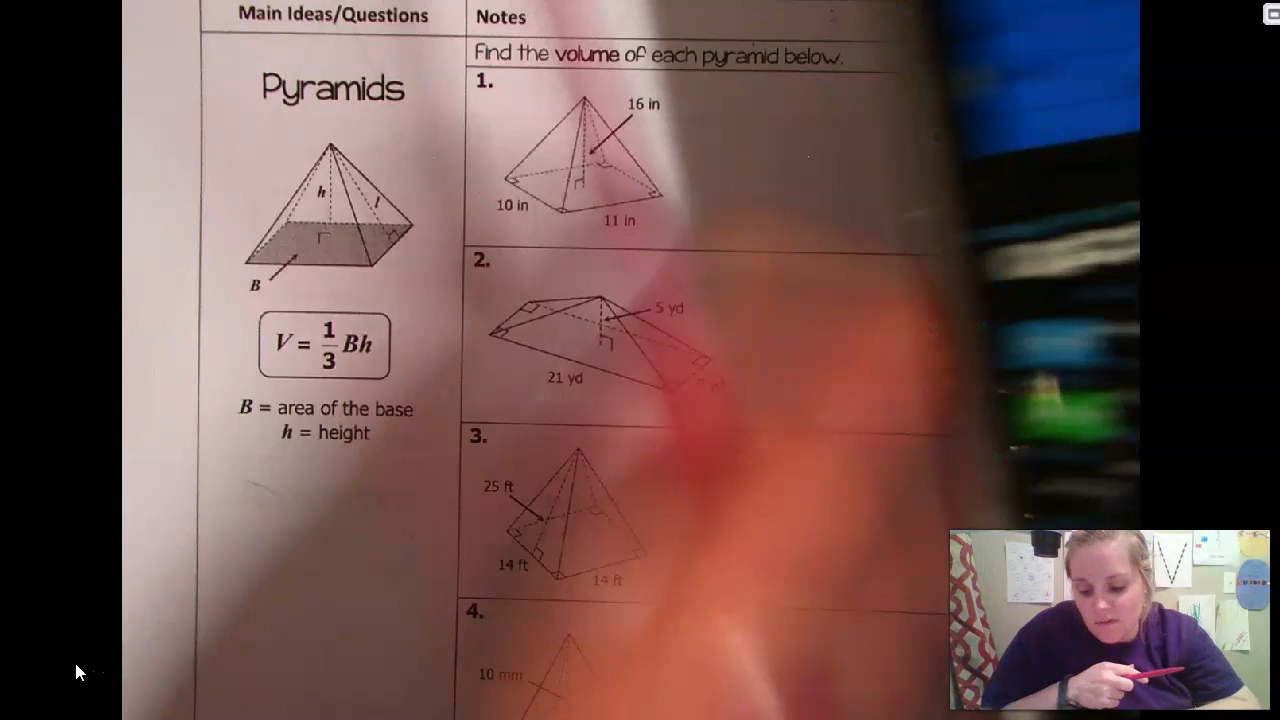 Main Ideas/Questions
Notes
Pyramids
h
l
B
V = 1/3 Bh
B = area of the base
h = height
Find the volume of each pyramid below.
1.
16 in
10 in
11 in
2.
5 yd
21 yd
3.
25 ft
14 ft
14 ft
4.
10 mm
V